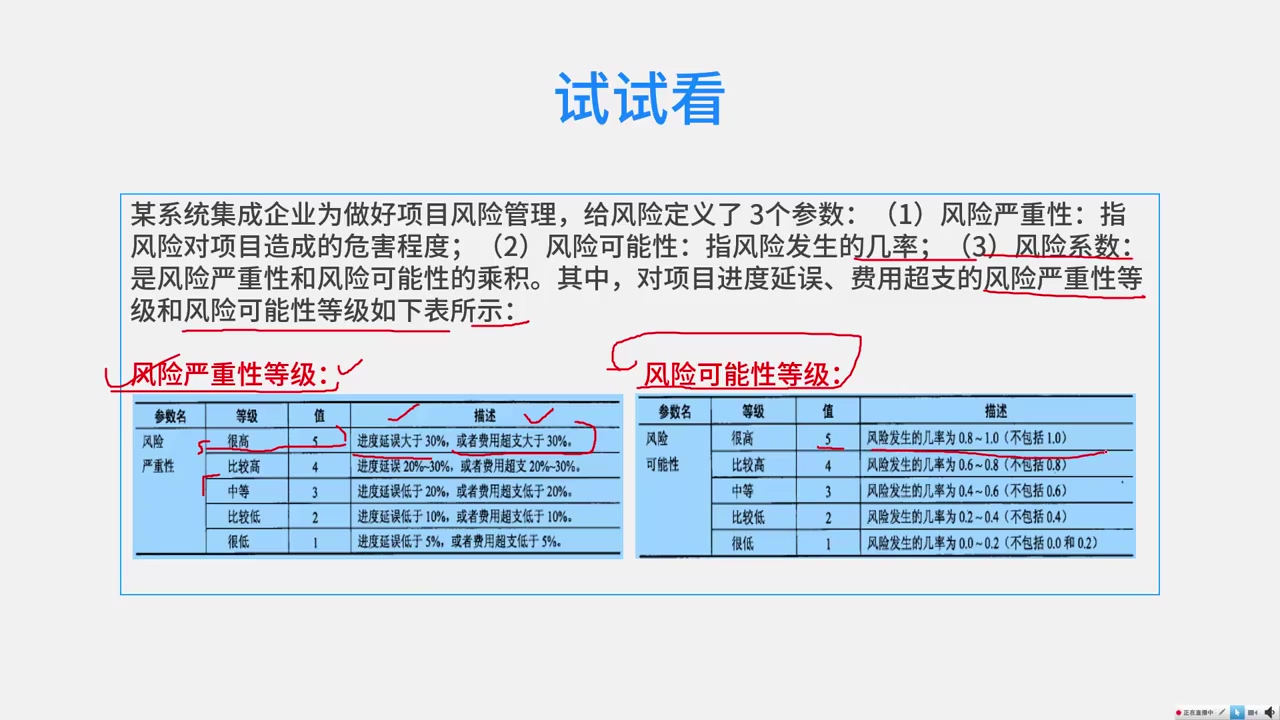 试试看
某系统集成企业为做好项目风险管理，给风险定义了 3个参数：（1）风险严重性：指
风险对项目造成的危害程度；（2）风险可能性：指风险发生的几率；（3）风险系数：
是风险严重性和风险可能性的乘积。其中，对项目进度延误、费用超支的风险严重性等
级和风险可能性等级如下表所示：
风险严重性等级：
参数名 等级 值 描述
风险 很高 5 进度延误大于 30%，或者费用超支大于 30%。
严重性 比较高 4 进度延误 20%~30%，或者费用超支 20%~30%。
中等 3 进度延误低于 20%，或者费用超支低于 20%。
比较低 2 进度延误低于 10%，或者费用超支低于 10%。
很低 1 进度延误低于 5%，或者费用超低于 5%。
风险可能性等级：
参数名 等级 值 描述
风险 很高 5 风险发生的几率为 0.8～1.0（不包括 1.0）
可能性 比较高 4 风险发生的几率为 0.6～0.8（不包括 0.8）
中等 3 风险发生的几率为 0.4～0.6（不包括 0.6）
比较低 2 风险发生的几率为 0.2～0.4（不包括 0.4）
很低 1 风险发生的几率为 0.0～0.2（不包括 0.0 和 0.2）
正在直播中